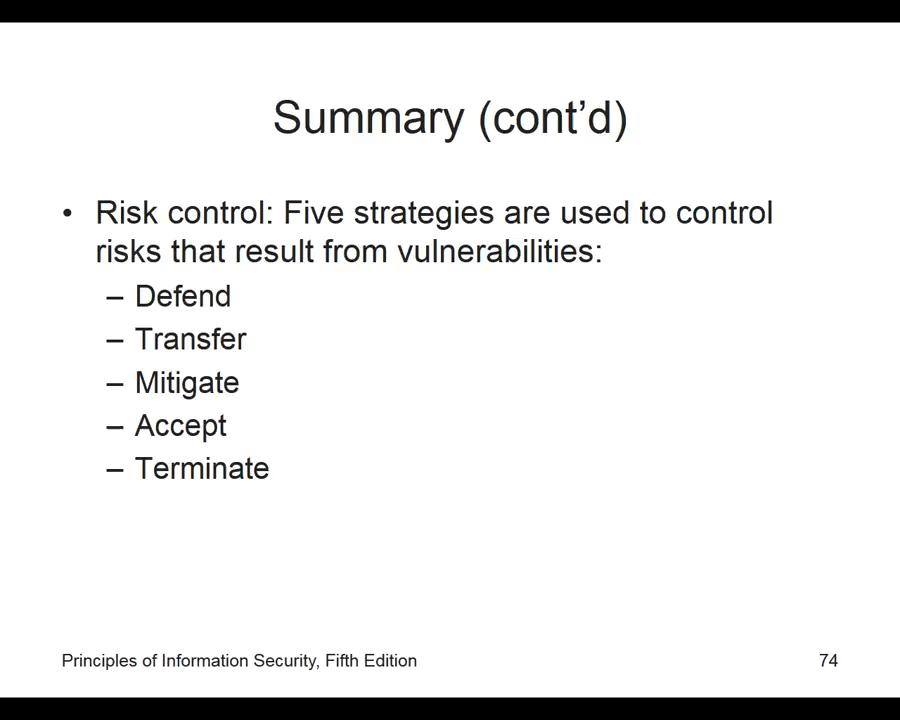 Summary (cont’d)
• Risk control: Five strategies are used to control
risks that result from vulnerabilities:
– Defend
– Transfer
– Mitigate
– Accept
– Terminate
Principles of Information Security, Fifth Edition 74